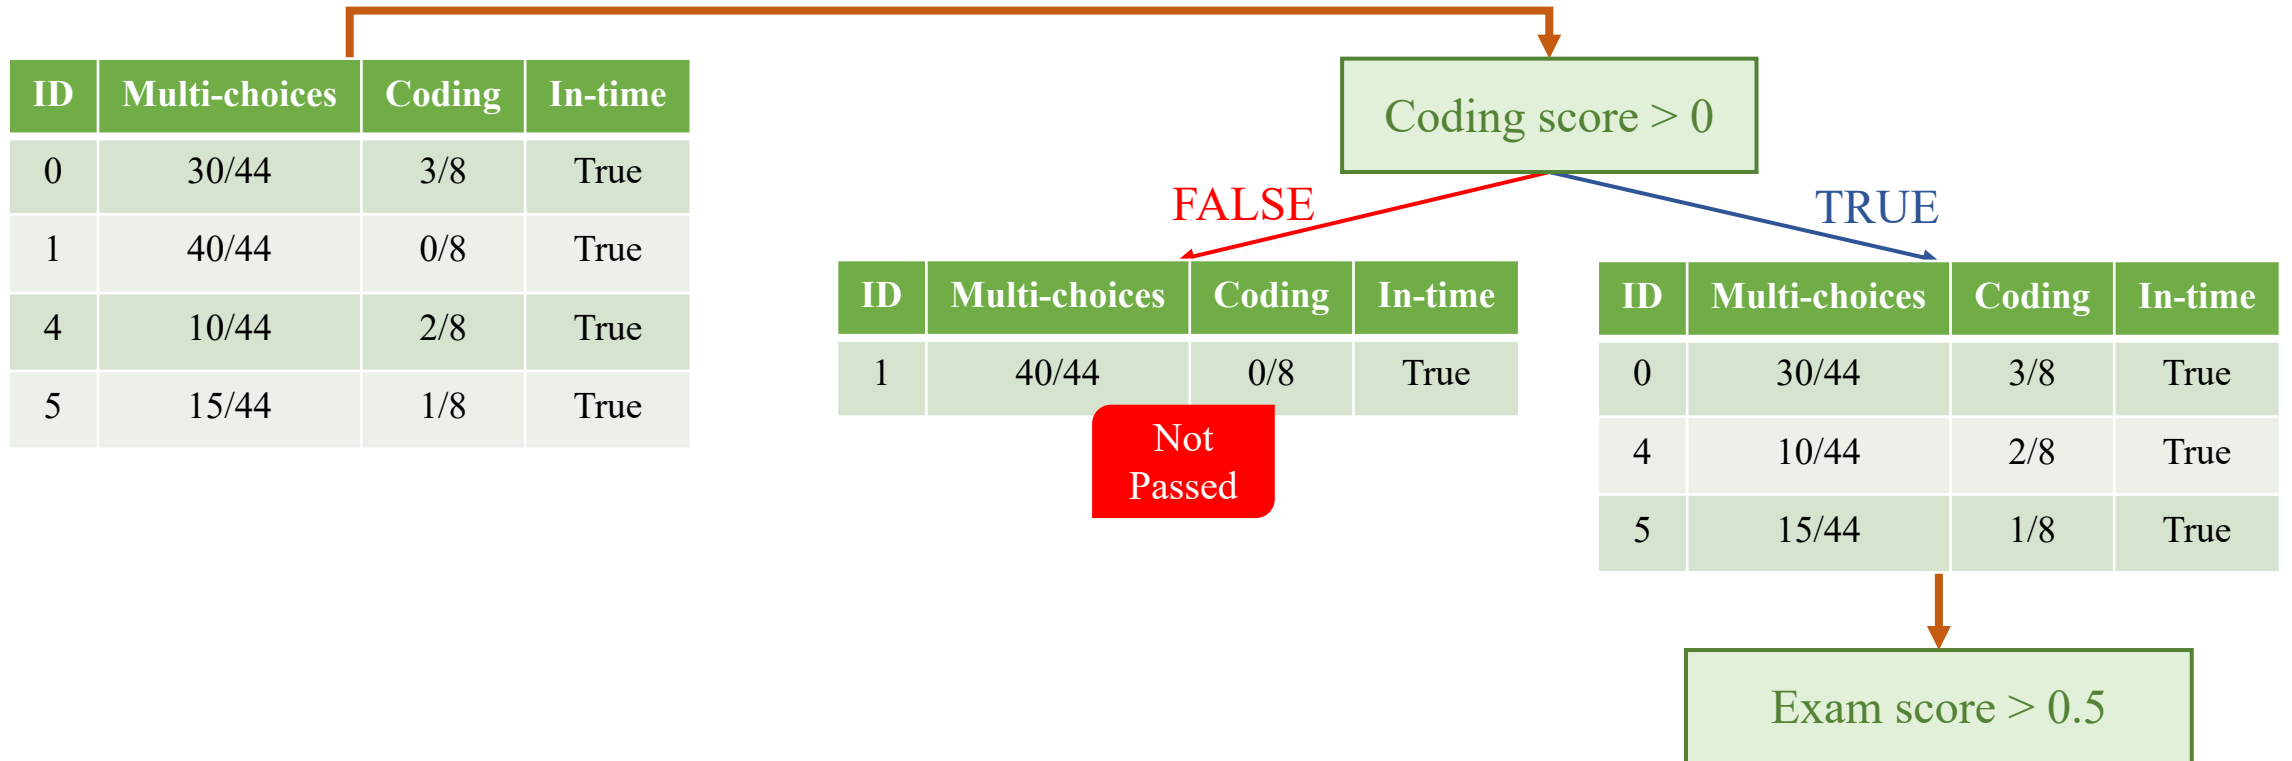 ID Multi-choices Coding In-time
0 30/44 3/8 True
1 40/44 0/8 True
4 10/44 2/8 True
5 15/44 1/8 True
Coding score > 0
FALSE
TRUE
ID Multi-choices Coding In-time
1 40/44 0/8 True
Not
Passed
ID Multi-choices Coding In-time
0 30/44 3/8 True
4 10/44 2/8 True
5 15/44 1/8 True
Exam score > 0.5